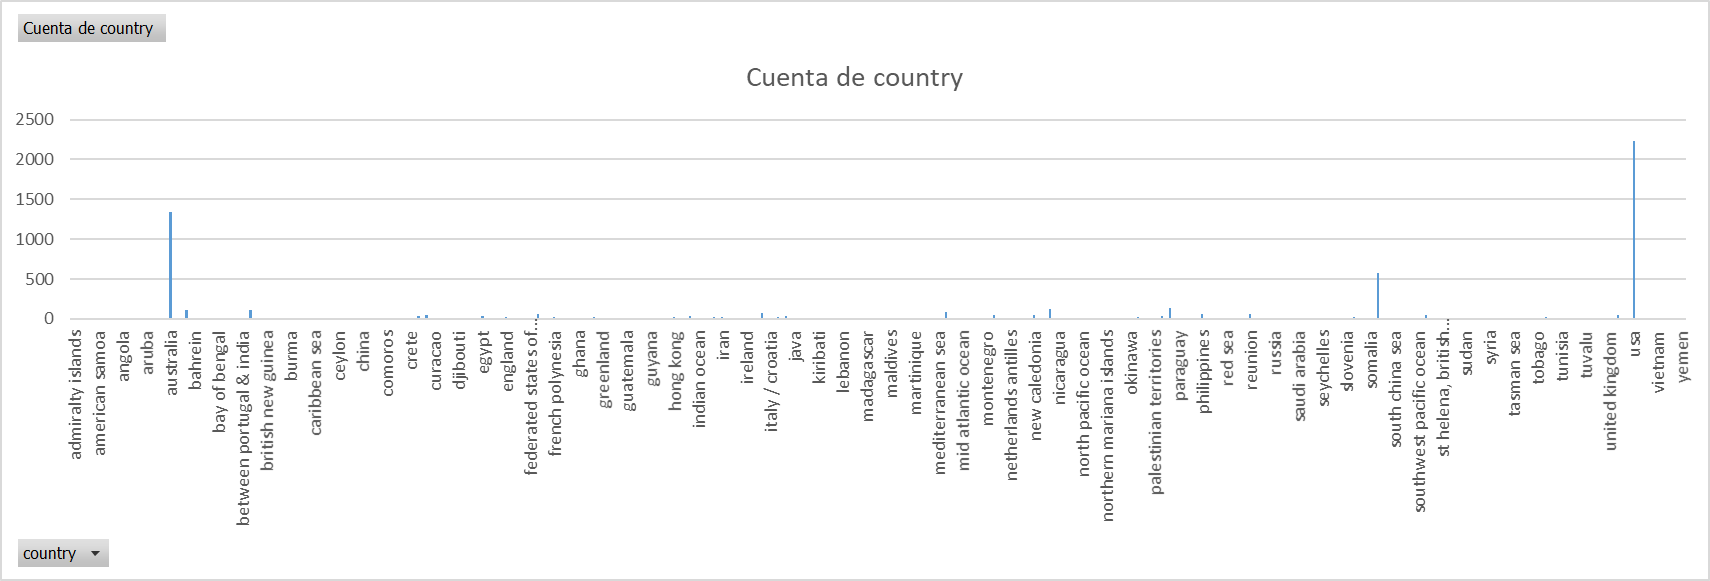 Cuenta de country
Cuenta de country
2500
2000
1500
1000
500
0
admiralty islands
american samoa
angola
aruba
australia
bahrein
bay of bengal
between portugal & india
british new guinea
burma
caribbean sea
ceylon
china
comoros
crete
curacao
djibouti
egypt
england
federated states of...
french polynesia
ghana
greenland
guatemala
guyana
hong kong
indian ocean
iran
ireland
italy / croatia
java
kiribati
lebanon
madagascar
maldives
martinique
mediterranean sea
mid atlantic ocean
montenegro
netherlands antilles
new caledonia
nicaragua
north pacific ocean
northern mariana islands
okinawa
palestinian territories
paraguay
philippines
red sea
reunion
russia
saudi arabia
seychelles
slovenia
somalia
south china sea
southwest pacific ocean
st helena, british...
sudan
syria
tasman sea
tobago
tunisia
tuvalu
united kingdom
usa
vietnam
yemen
country